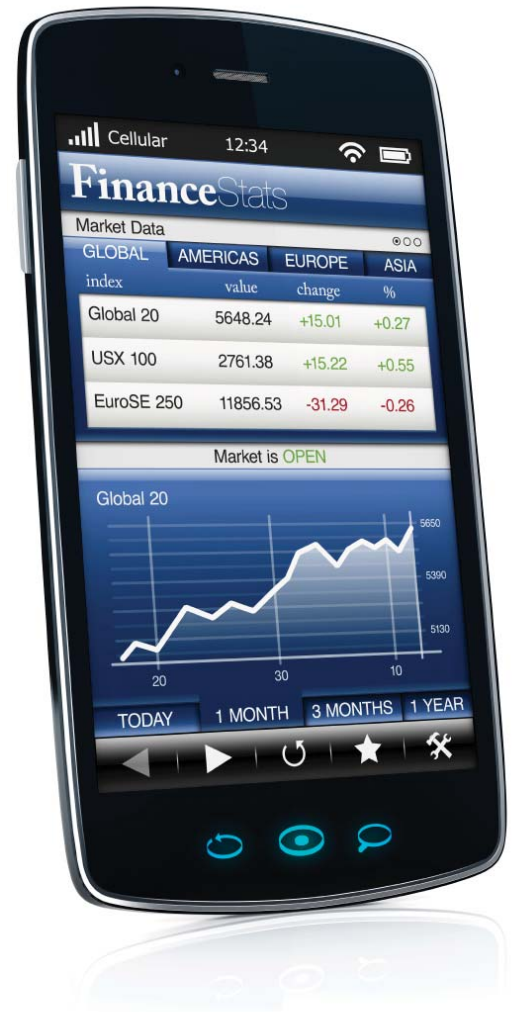 Cellular 12:34
FinanceStats
Market Data
GLOBAL AMERICAS EUROPE ASIA
index value change %
Global 20 5648.24 +15.01 +0.27
USX 100 2761.38 +15.22 +0.55
EuroSE 250 11856.53 -31.29 -0.26
Market is OPEN
Global 20
5650
5390
5130
20 30 10
TODAY 1 MONTH 3 MONTHS 1 YEAR